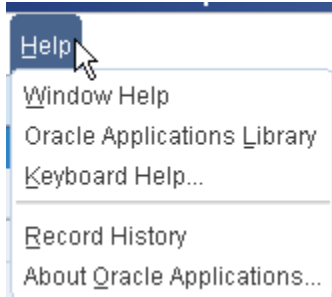 Help
Window Help
Oracle Applications Library
Keyboard Help...
Record History
About Oracle Applications...